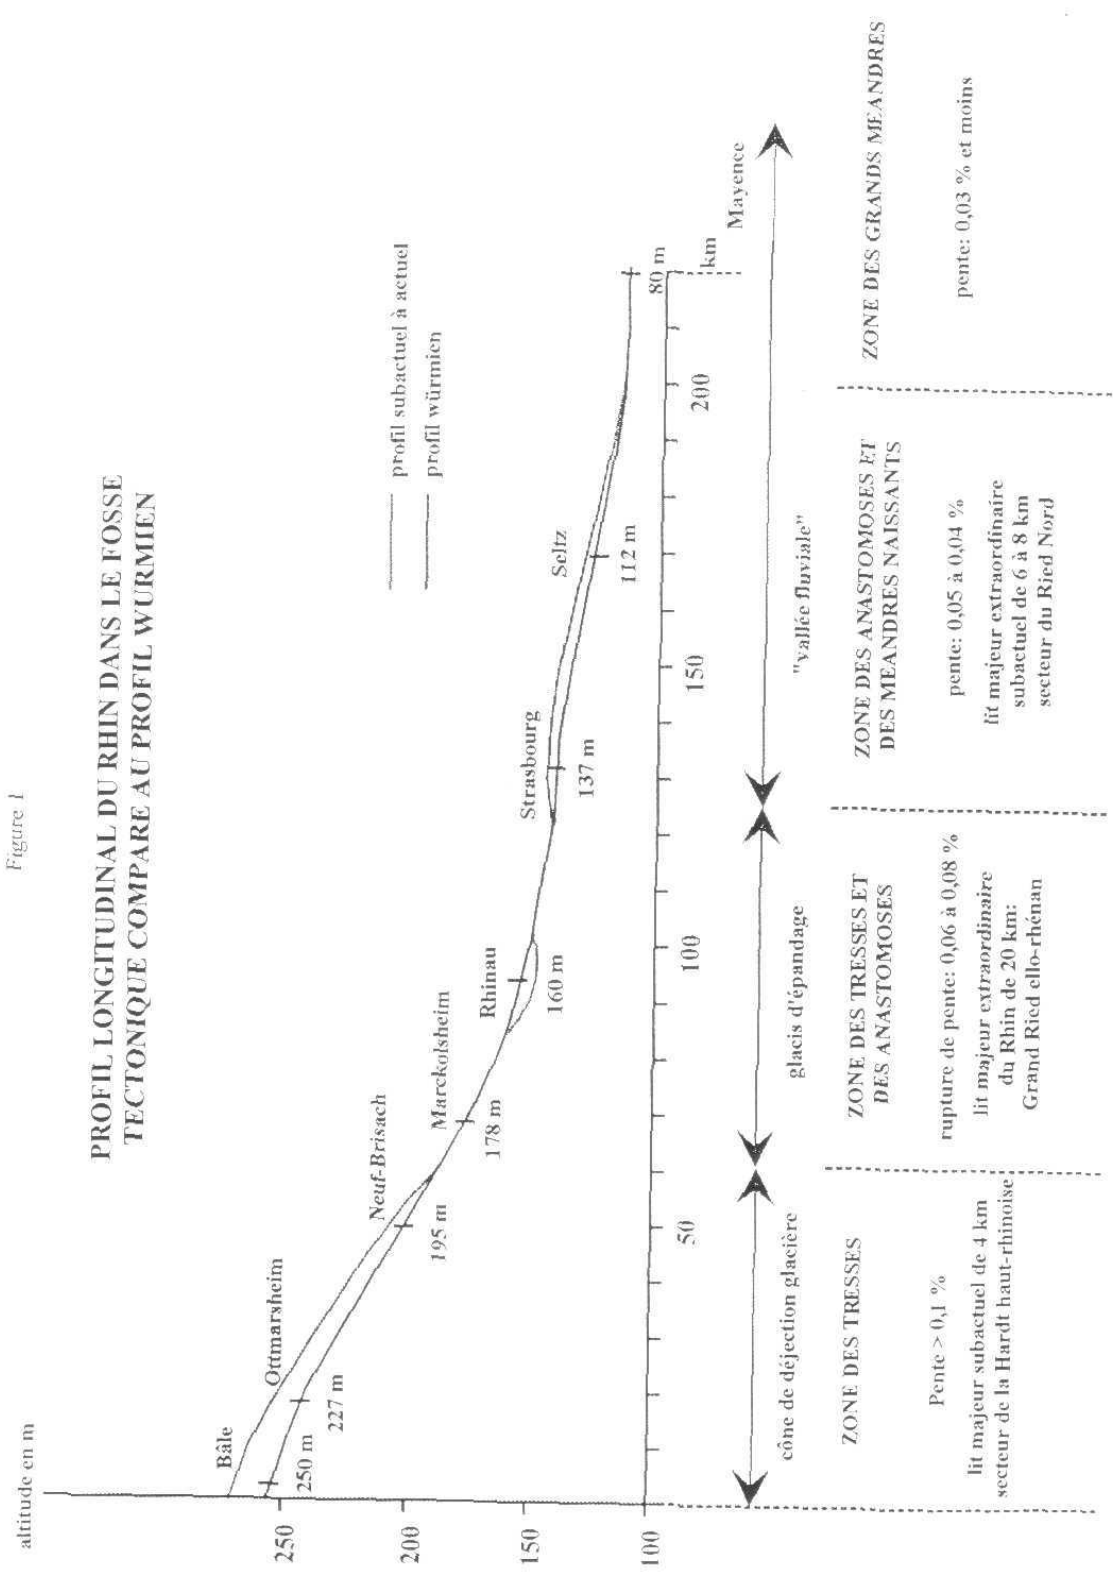 Figure 1
PROFIL LONGITUDINAL DU RHIN DANS LE FOSSE
TECTONIQUE COMPARE AU PROFIL WURMIEN
altitude en m
profil subactuel à actuel
profil würmien
250
200
150
100
Bâle
250 m
Ottmarsheim
227 m
Neuf-Brisach
195 m
Marckolsheim
178 m
Rhinau
160 m
Strasbourg
137 m
Seltz
112 m
80 m
50
100
150
200
km
Mayence
cône de déjection glacière
glacis d'épandage
"vallée fluviale"
ZONE DES TRESSES
Pente > 0,1 %
lit majeur subactuel de 4 km
secteur de la Hardt haut-rhinoise
ZONE DES TRESSES ET
DES ANASTOMOSES
rupture de pente: 0,06 à 0,08 %
lit majeur extraordinaire
du Rhin de 20 km:
Grand Ried ello-rhénan
ZONE DES ANASTOMOSES ET
DES MEANDRES NAISSANTS
pente: 0,05 à 0,04 %
lit majeur extraordinaire
subactuel de 6 à 8 km
secteur du Ried Nord
ZONE DES GRANDS MEANDRES
pente: 0,03 % et moins